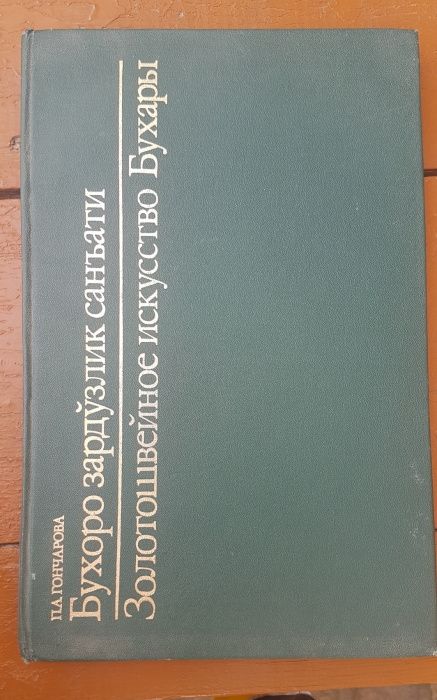 П.А.ГОНЧАРОВА
Бухоро зардўзлик санъати
Золотошвейное искусство Бухары